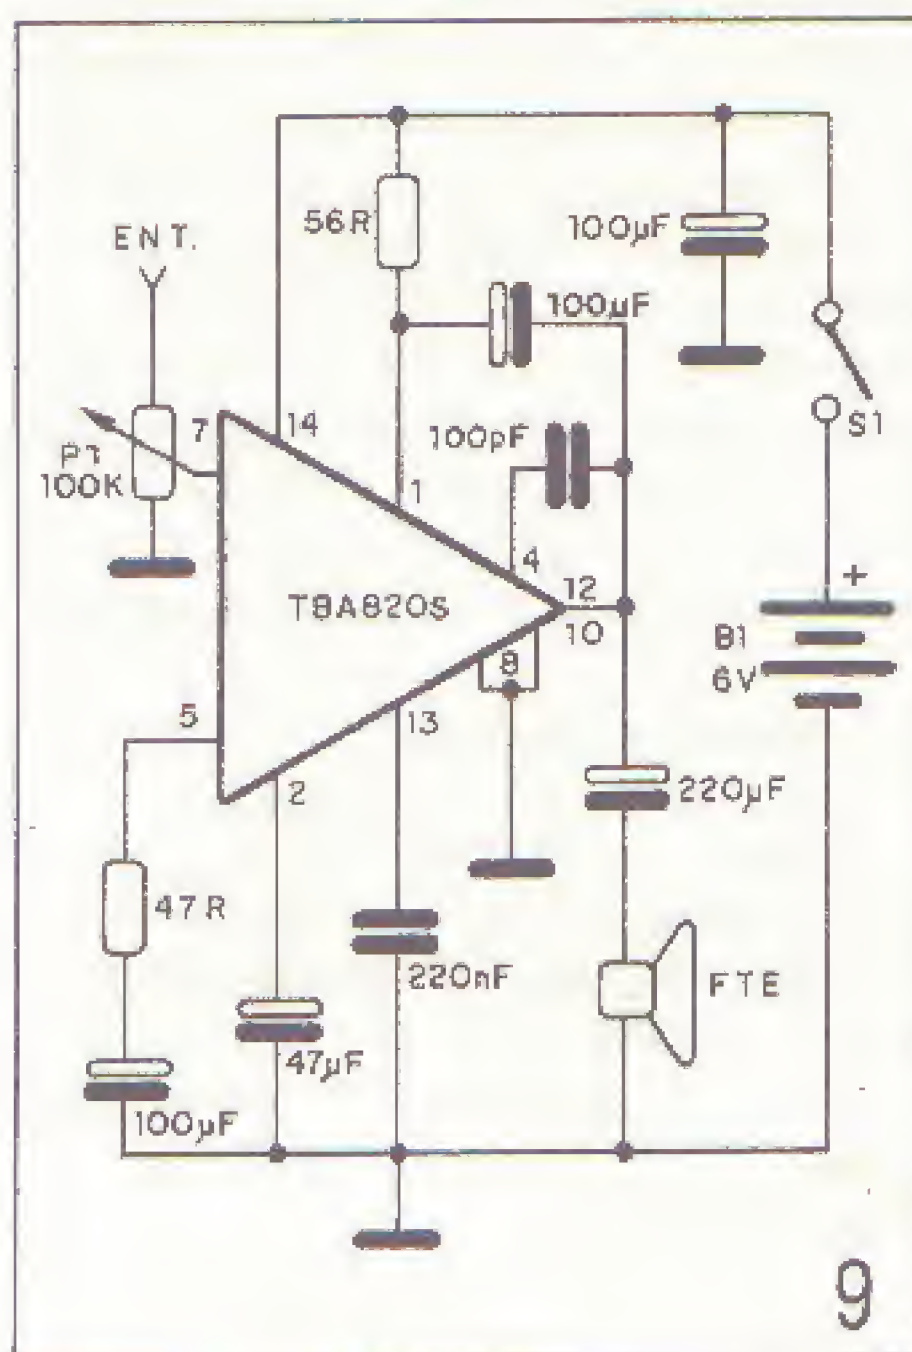 56R
100µF
ENT.
100µF
7
14
S1
100pF
P1
100K
1
4
+
TBA820S
12
10
B1
6V
8
5
13
2
220µF
47R
220nF
FTE
47µF
100µF
9